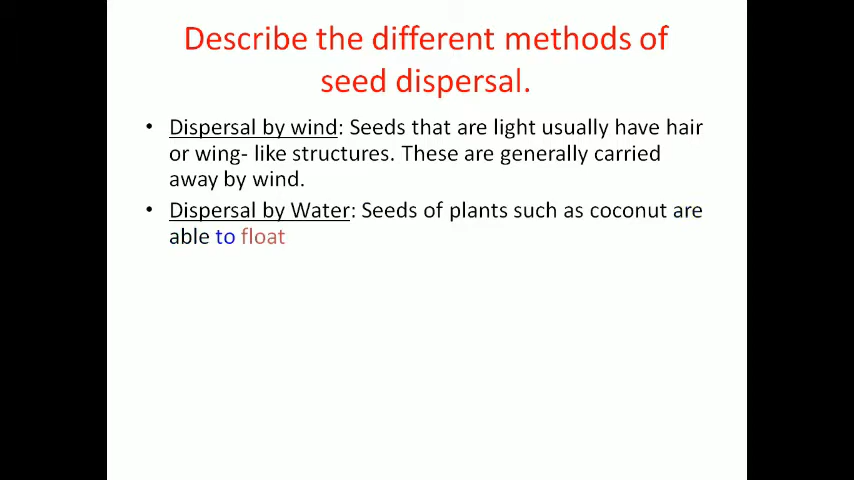 Describe the different methods of
seed dispersal.
• Dispersal by wind: Seeds that are light usually have hair
or wing- like structures. These are generally carried
away by wind.
• Dispersal by Water: Seeds of plants such as coconut are
able to float